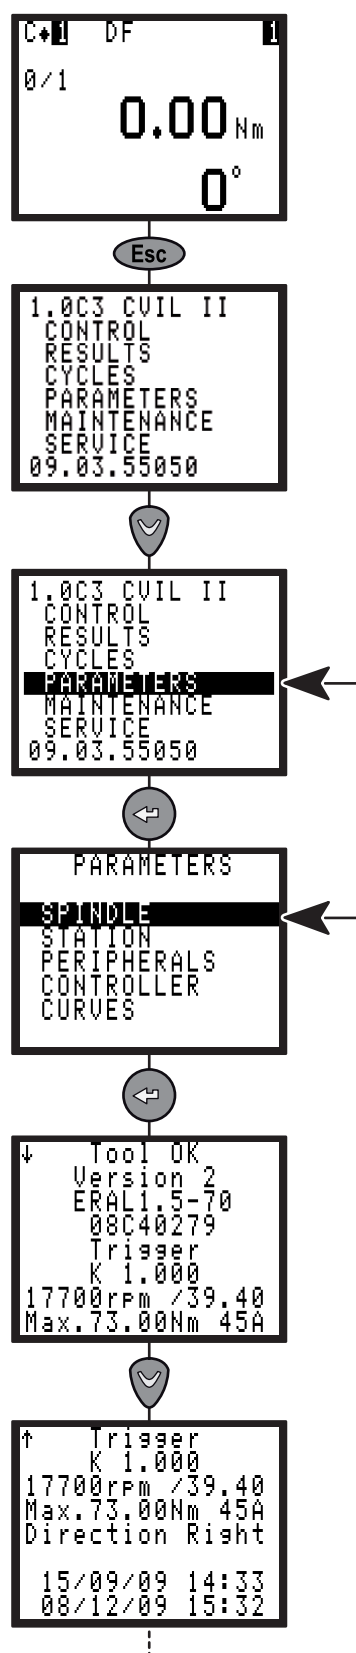 C♦1 DF 1
0/1
0.00 Nm
0°
Esc
1.0C3 CVIL II
CONTROL
RESULTS
CYCLES
PARAMETERS
MAINTENANCE
SERVICE
09.03.55050
1.0C3 CVIL II
CONTROL
RESULTS
CYCLES
PARAMETERS
MAINTENANCE
SERVICE
09.03.55050
PARAMETERS
SPINDLE
STATION
PERIPHERALS
CONTROLLER
CURVES
↓ Tool OK
Version 2
ERAL1.5-70
08C40279
Trigger
K 1.000
17700rpm /39.40
Max.73.00Nm 45A
↑ Trigger
K 1.000
17700rpm /39.40
Max.73.00Nm 45A
Direction Right
15/09/09 14:33
08/12/09 15:32